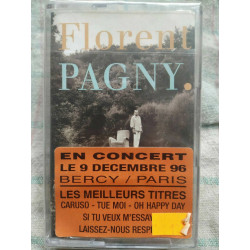 Florent
PAGNY.
EN CONCERT
LE 9 DECEMBRE 96
BERCY / PARIS
LES MEILLEURS TITRES
CARUSO - TUE MOI - OH HAPPY DAY
SI TU VEUX M'ESSAY
LAISSEZ-NOUS RESP